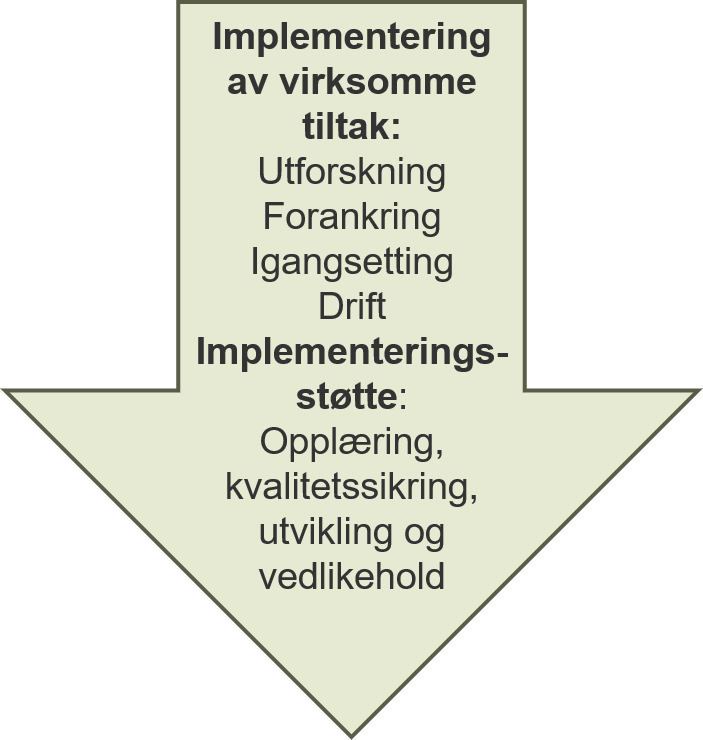 Implementering
av virksomme
tiltak:
Utforskning
Forankring
Igangsetting
Drift
Implementerings-
støtte:
Opplæring,
kvalitetssikring,
utvikling og
vedlikehold